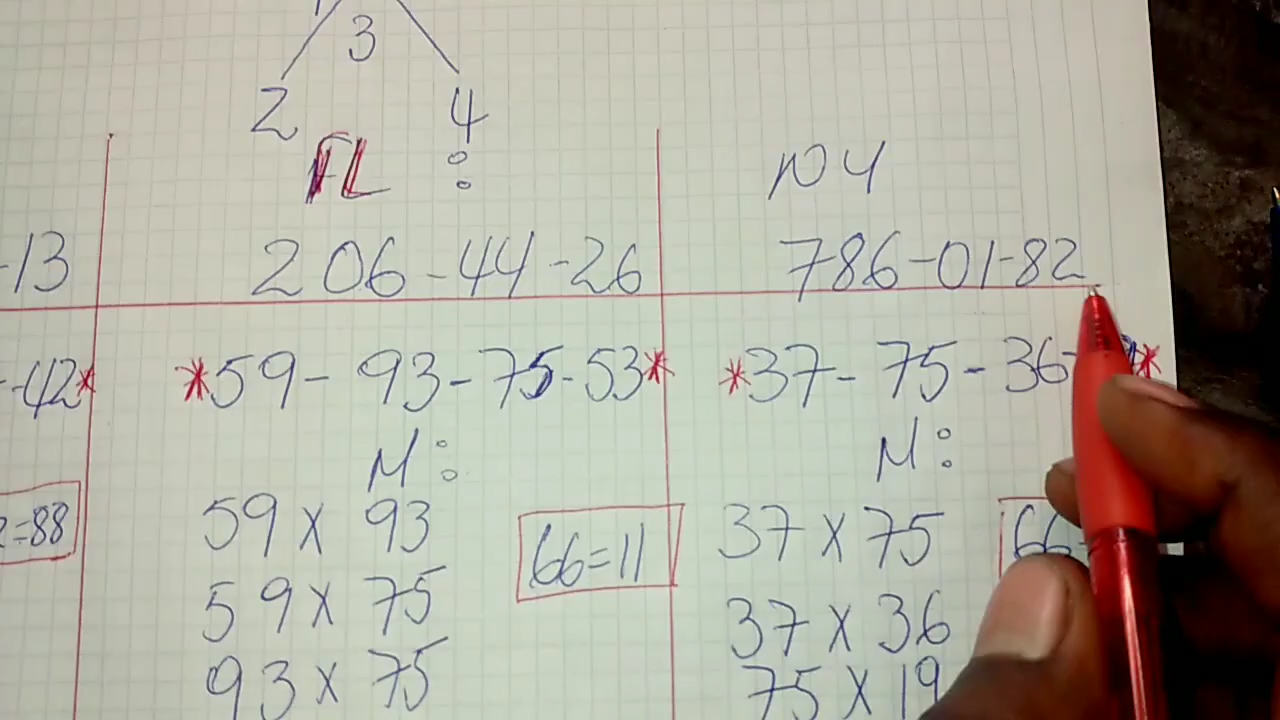 3
2 4
FL :
NY
-13
206-44-26
786-01-82
-42*
*59-93-75-53*
*37-75-36-
M:
M:
=88
59 x 93
66=11
37 x 75
66
59 x 75
37 x 36
93 x 75
75 x 19